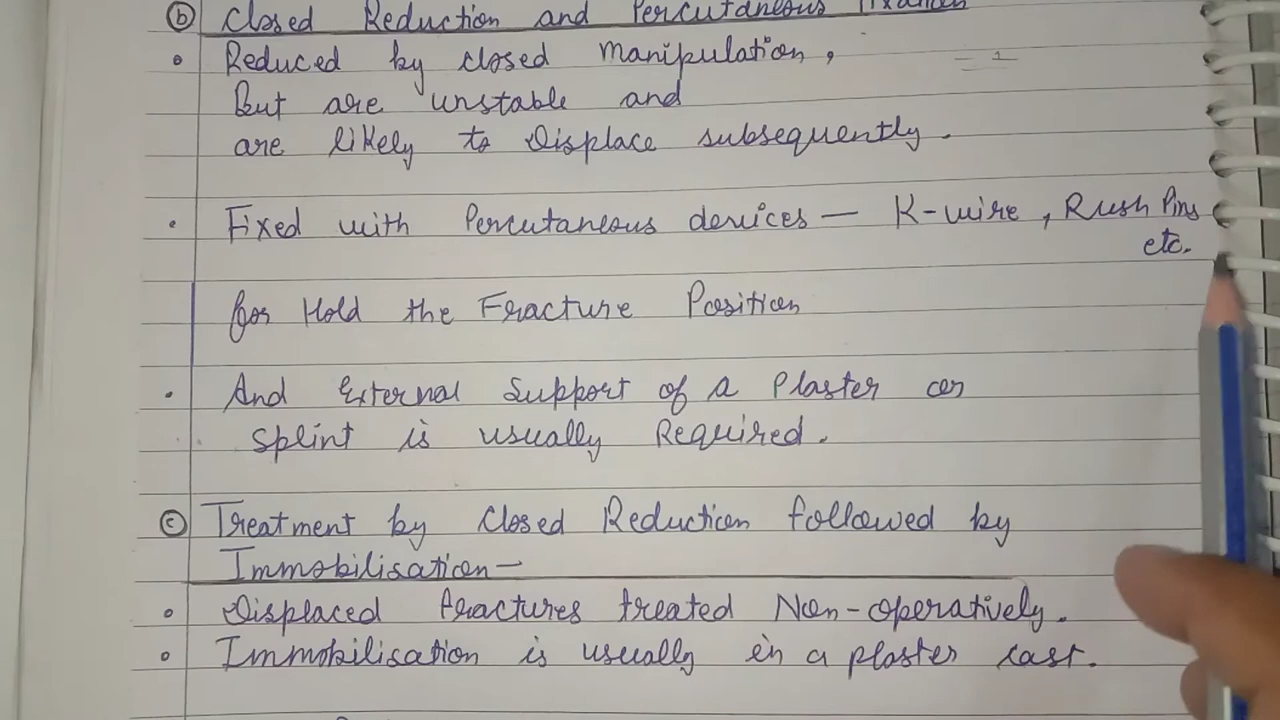 ⓑ Closed Reduction and Percutaneous Fixation
• Reduced by closed Manipulation,
But are unstable and
are likely to Displace subsequently.
• Fixed with Percutaneous devices — K-wire, Rush Pins
etc.
for Hold the Fracture Position
• And External Support of a Plaster or
splint is usually Required.
ⓒ Treatment by Closed Reduction followed by
Immobilisation—
• Displaced fractures treated Non-operatively.
• Immobilisation is usually in a plaster cast.